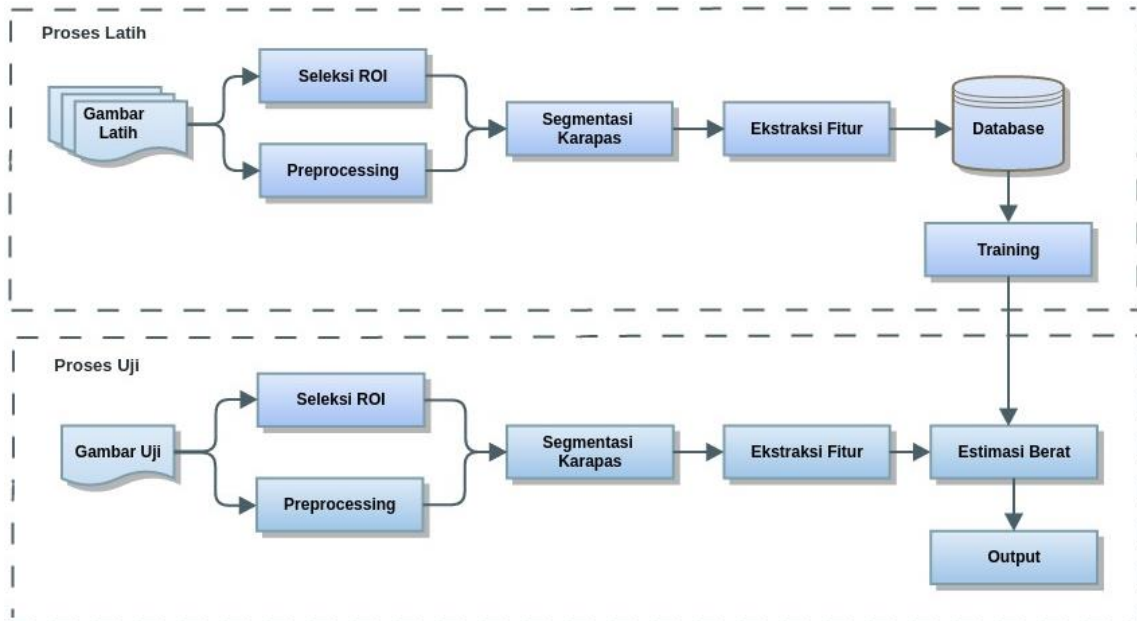 Proses Latih
Gambar
Latih
Seleksi ROI
Preprocessing
Segmentasi
Karapas
Ekstraksi Fitur
Database
Training
Proses Uji
Gambar Uji
Seleksi ROI
Preprocessing
Segmentasi
Karapas
Ekstraksi Fitur
Estimasi Berat
Output